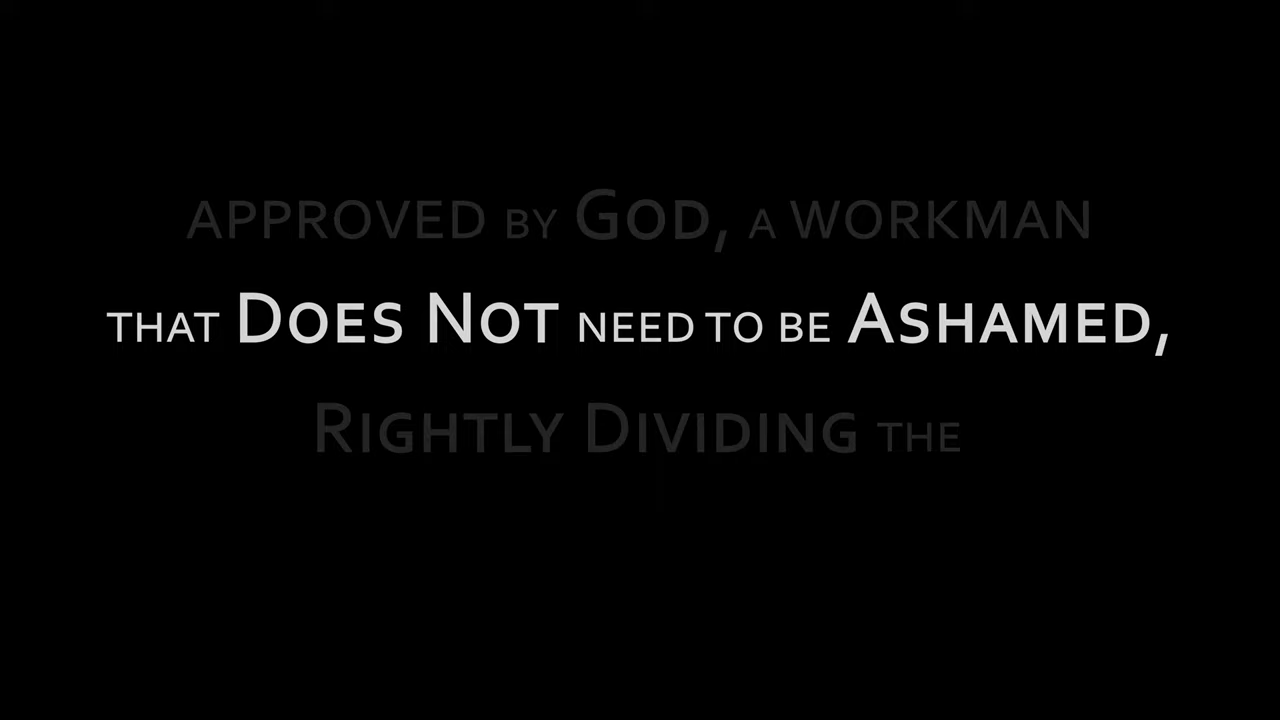 APPROVED BY GOD, A WORKMAN
THAT DOES NOT NEED TO BE ASHAMED,
RIGHTLY DIVIDING THE